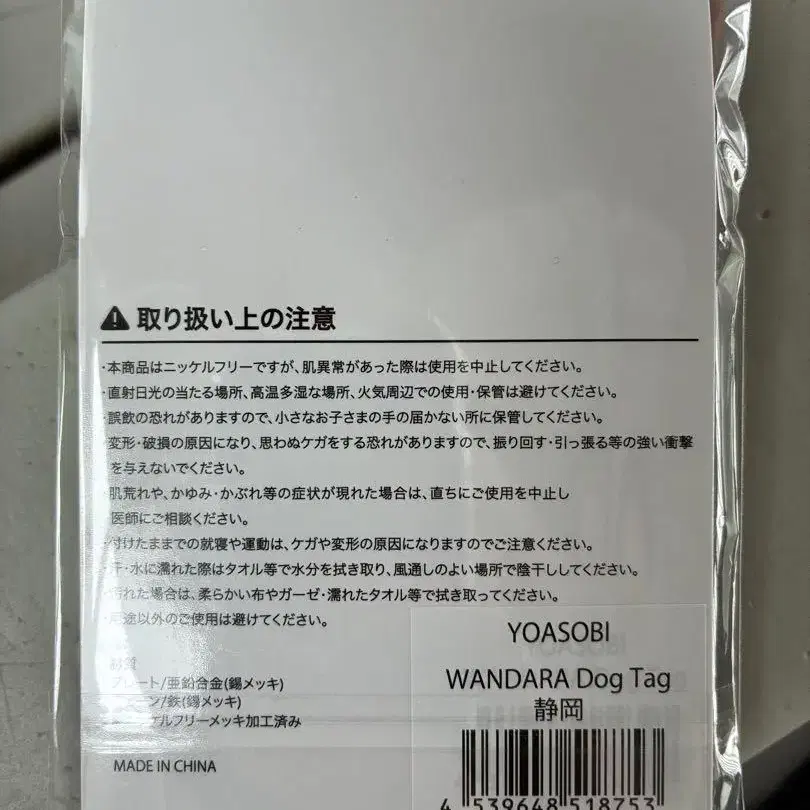 取り扱い上の注意
・本商品はニッケルフリーですが、肌異常があった際は使用を中止してください。
・直射日光の当たる場所、高温多湿な場所、火気周辺での使用・保管は避けてください。
・誤飲の恐れがありますので、小さなお子さまの手の届かない所に保管してください。
・変形・破損の原因になり、思わぬケガをする恐れがありますので、振り回す・引っ張る等の強い衝撃
を与えないでください。
・肌荒れや、かゆみ・かぶれ等の症状が現れた場合は、直ちにご使用を中止し
医師にご相談ください。
・付けたままでの就寝や運動は、ケガや変形の原因になりますのでご注意ください。
・汗・水に濡れた際はタオル等で水分を拭き取り、風通しのよい場所で陰干ししてください。
・汚れた場合は、柔らかい布やガーゼ・濡れたタオル等で拭き取ってください。
・用途以外のご使用は避けてください。
材質
プレート/亜鉛合金(錫メッキ)
チェーン/鉄(錫メッキ)
ニッケルフリーメッキ加工済み
MADE IN CHINA
YOASOBI
WANDARA Dog Tag
静岡
4 539648 518753